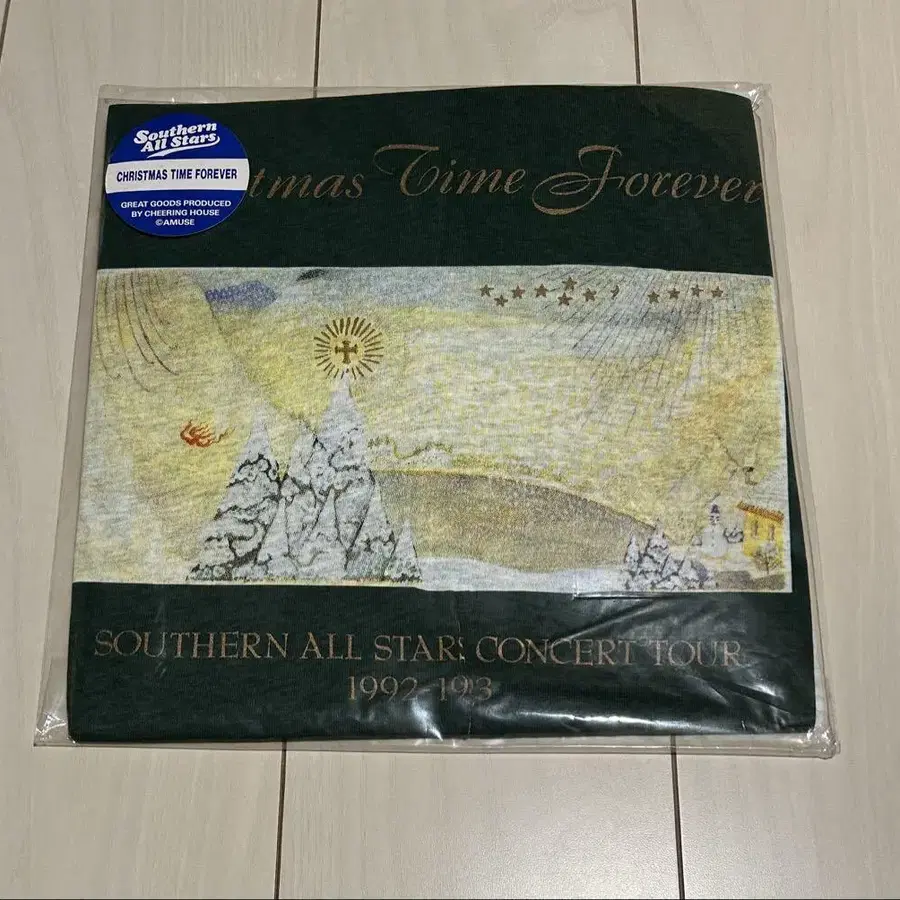 Southern
All Stars
CHRISTMAS TIME FOREVER
GREAT GOODS PRODUCED
BY CHEERING HOUSE
©AMUSE
tmas Time Forever
SOUTHERN ALL STARS CONCERT TOUR
1992-1993